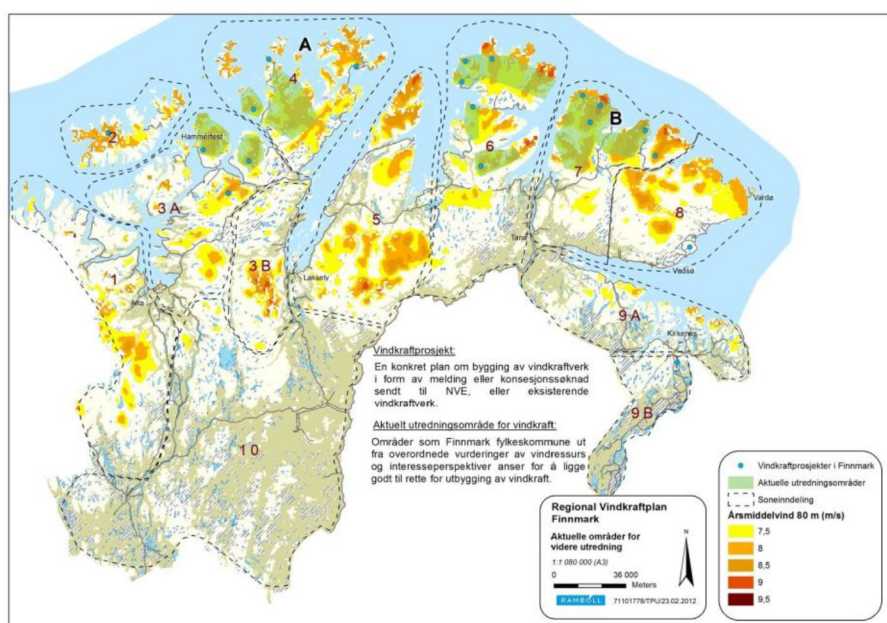 A
4
2
Hammerfest
B
6
7
3 A
5
8
Vardø
3 B
Tana
1
Lakselv
Vadsø
Alta
9 A
Kirkenes
9 B
10
Vindkraftprosjekt:
En konkret plan om bygging av vindkraftverk
i form av melding eller konsesjonssøknad
sendt til NVE, eller eksisterende
vindkraftverk.
Aktuelt utredningsområde for vindkraft:
Områder som Finnmark fylkeskommune ut
fra overordnede vurderinger av vindressurs
og interesseperspektiver anser for å ligge
godt til rette for utbygging av vindkraft.
Regional Vindkraftplan
Finnmark
Aktuelle områder for
videre utredning
1:1 080 000 (A3)
0 36 000
Meters
N
RAMBOLL 71101778/TPU/23.02.2012
Vindkraftprosjekter i Finnmark
Aktuelle utredningsområder
Soneinndeling
Årsmiddelvind 80 m (m/s)
7,5
8
8,5
9
9,5